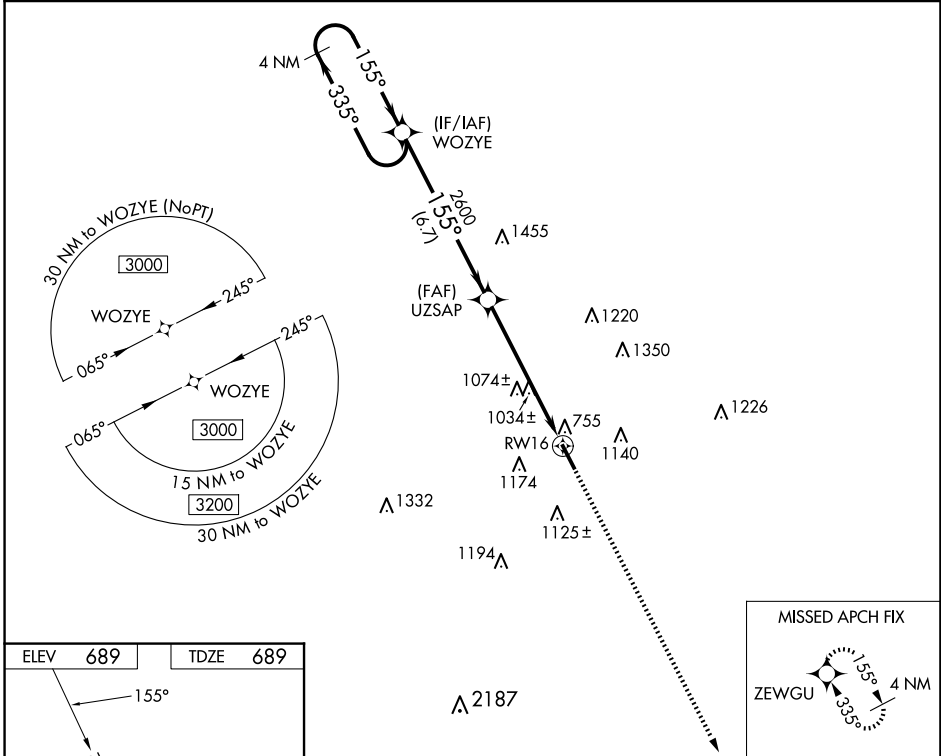 4 NM
155°
335°
(IF/IAF)
WOZYE
2600
155°
(6.7)
1455
30 NM to WOZYE (NoPT)
3000
245°
WOZYE
065°
(FAF)
UZSAP
1220
1350
245°
WOZYE
065°
3000
15 NM to WOZYE
3200
30 NM to WOZYE
1074±
1034±
755
1226
RW16
1140
1174
1332
1125±
1194
ELEV 689
TDZE 689
155°
2187
MISSED APCH FIX
ZEWGU
155°
335°
4 NM